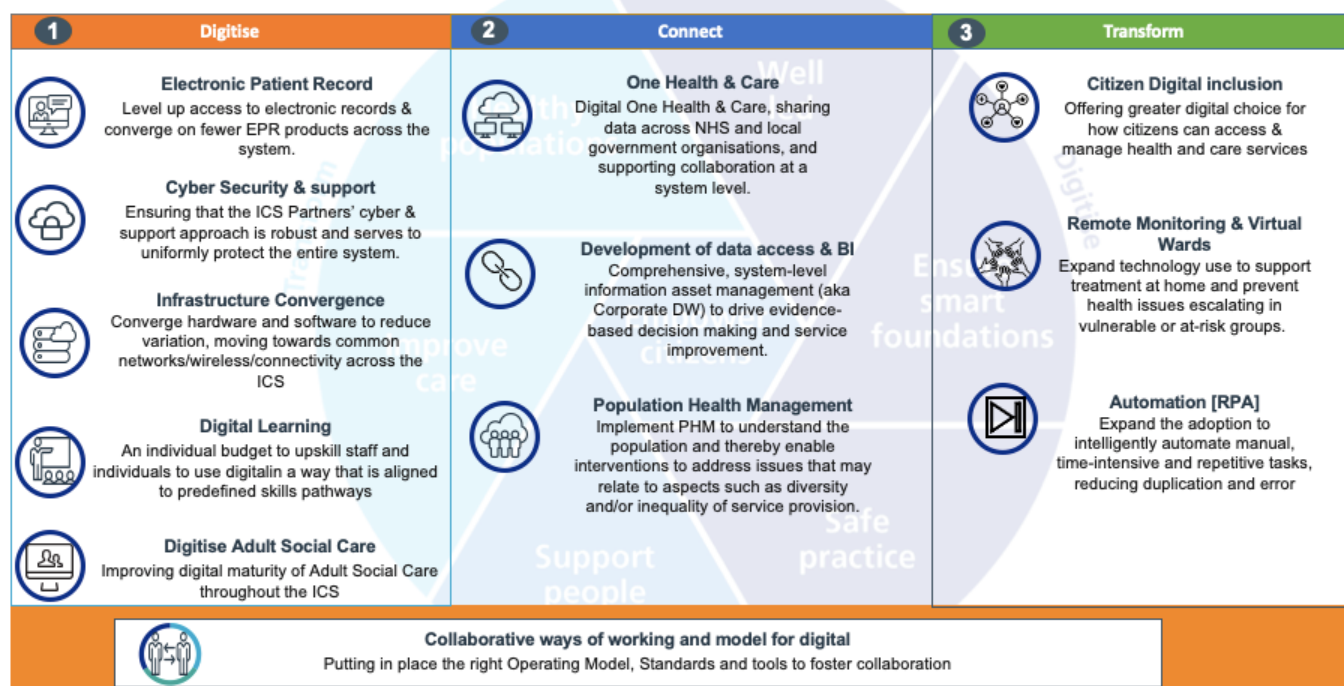 1
Digitise
2
Connect
3
Transform
Electronic Patient Record
Level up access to electronic records &
converge on fewer EPR products across the
system.
Cyber Security & support
Ensuring that the ICS Partners’ cyber &
support approach is robust and serves to
uniformly protect the entire system.
Infrastructure Convergence
Converge hardware and software to reduce
variation, moving towards common
networks/wireless/connectivity across the
ICS
Digital Learning
An individual budget to upskill staff and
individuals to use digitalin a way that is aligned
to predefined skills pathways
Digitise Adult Social Care
Improving digital maturity of Adult Social Care
throughout the ICS
One Health & Care
Digital One Health & Care, sharing
data across NHS and local
government organisations, and
supporting collaboration at a
system level.
Development of data access & BI
Comprehensive, system-level
information asset management (aka
Corporate DW) to drive evidence-
based decision making and service
improvement.
Population Health Management
Implement PHM to understand the
population and thereby enable
interventions to address issues that may
relate to aspects such as diversity
and/or inequality of service provision.
Citizen Digital inclusion
Offering greater digital choice for
how citizens can access &
manage health and care services
Remote Monitoring & Virtual
Wards
Expand technology use to support
treatment at home and prevent
health issues escalating in
vulnerable or at-risk groups.
Automation [RPA]
Expand the adoption to
intelligently automate manual,
time-intensive and repetitive tasks,
reducing duplication and error
Well
smart
foundations
care
citizens
Safe
practice
Support
people
Digitise
Collaborative ways of working and model for digital
Putting in place the right Operating Model, Standards and tools to foster collaboration